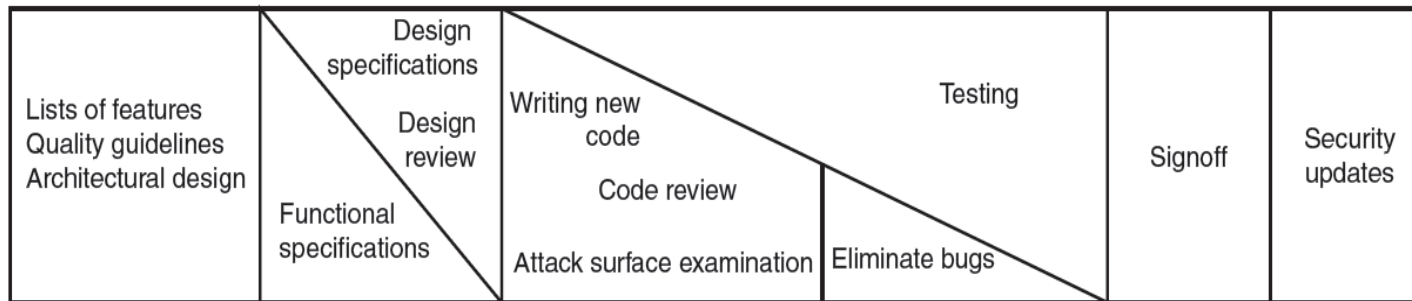 Lists of features
Quality guidelines
Architectural design
Design
specifications
Design
review
Functional
specifications
Writing new
code
Code review
Attack surface examination
Testing
Eliminate bugs
Signoff
Security
updates